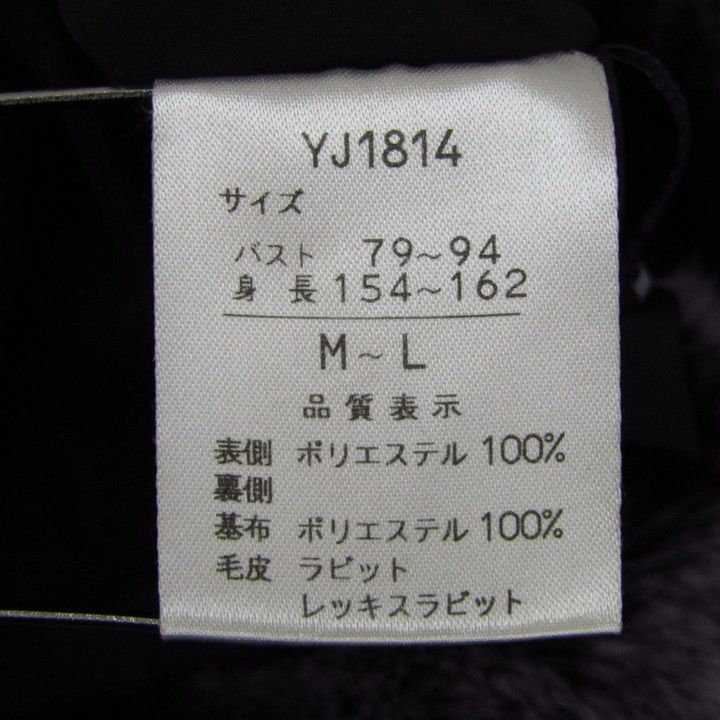 YJ1814
サイズ
バスト 79~94
身長 154~162
M~L
品質表示
表側 ポリエステル 100%
裏側
基布 ポリエステル 100%
毛皮 ラビット
レッキスラビット